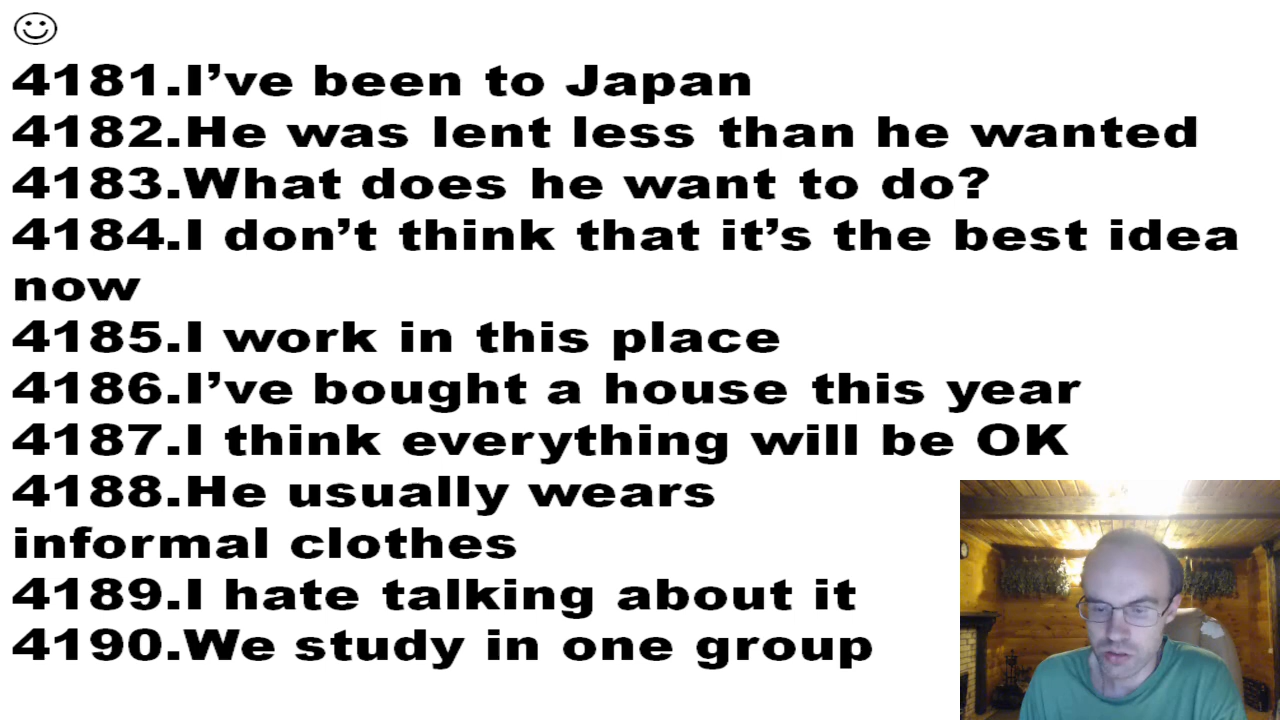 4181.I’ve been to Japan
4182.He was lent less than he wanted
4183.What does he want to do?
4184.I don’t think that it’s the best idea
now
4185.I work in this place
4186.I’ve bought a house this year
4187.I think everything will be OK
4188.He usually wears
informal clothes
4189.I hate talking about it
4190.We study in one group